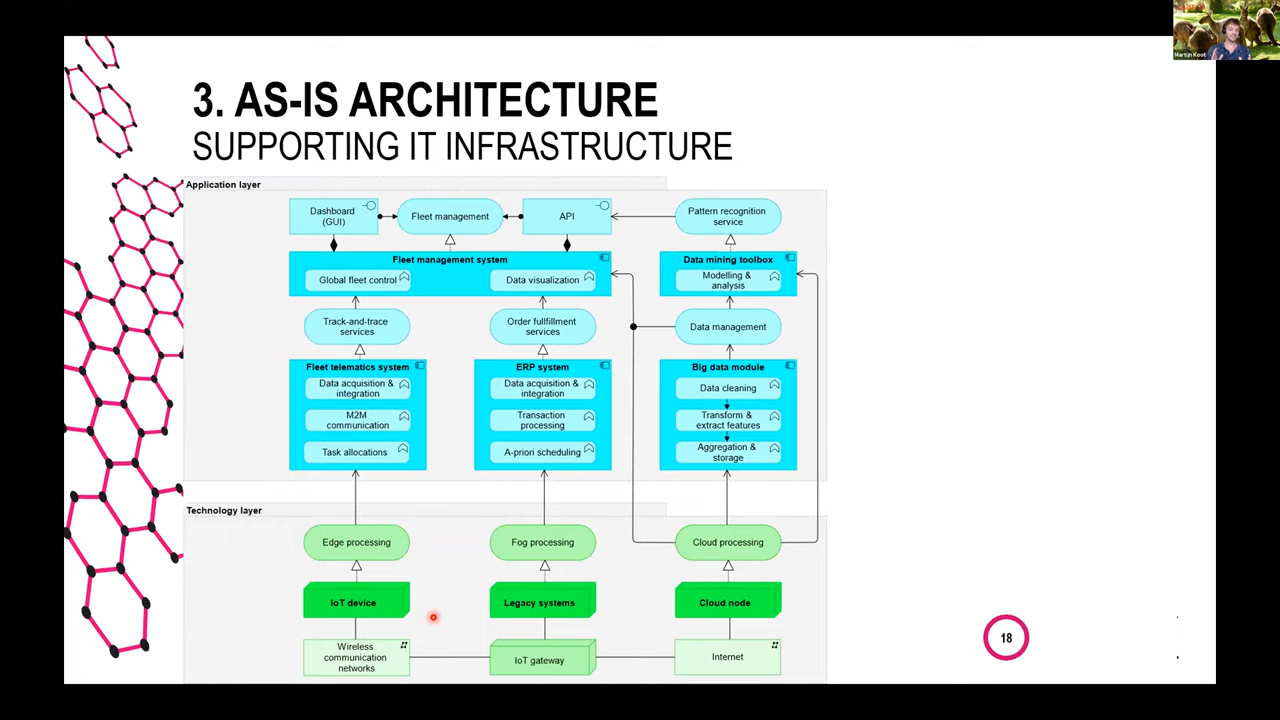 Martijn Koot
3. AS-IS ARCHITECTURE
SUPPORTING IT INFRASTRUCTURE
Application layer
Dashboard
(GUI)
Fleet management
API
Pattern recognition
service
Fleet management system
Global fleet control
Data visualization
Data mining toolbox
Modelling &
analysis
Track-and-trace
services
Order fullfillment
services
Data management
Fleet telematics system
Data acquisition &
integration
M2M
communication
Task allocations
ERP system
Data acquisition &
integration
Transaction
processing
A-priori scheduling
Big data module
Data cleaning
Transform &
extract features
Aggregation &
storage
Technology layer
Edge processing
Fog processing
Cloud processing
IoT device
Legacy systems
Cloud node
Wireless
communication
networks
IoT gateway
Internet
18